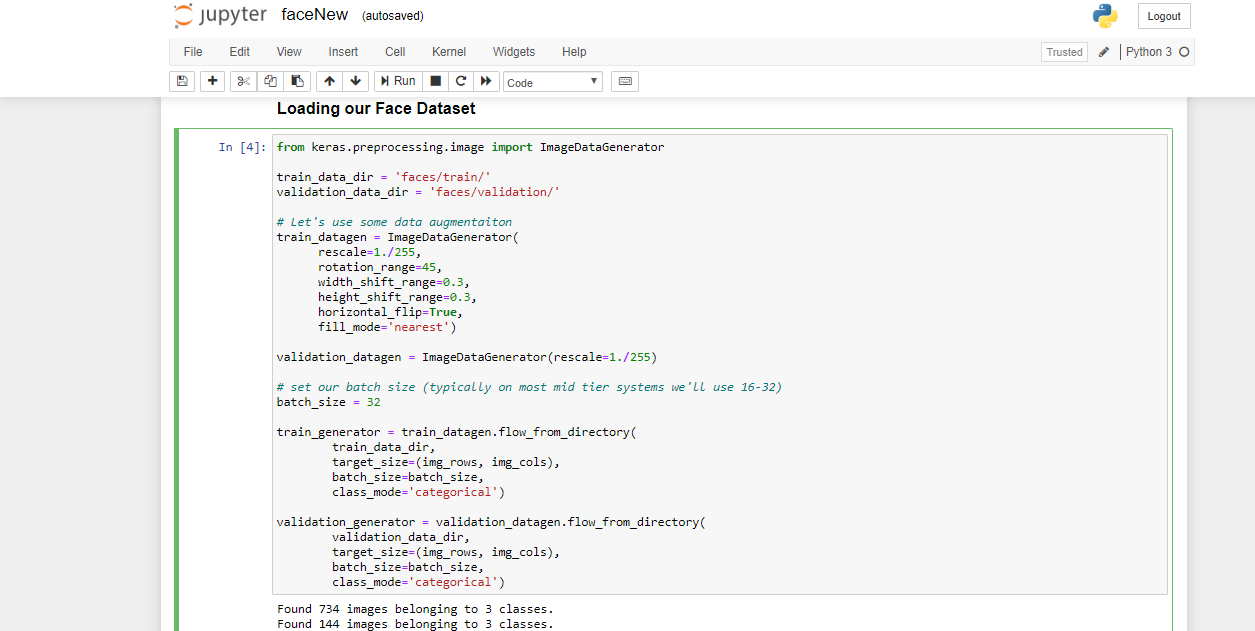 jupyter faceNew (autosaved) Logout
File Edit View Insert Cell Kernel Widgets Help Trusted Python 3
Run Code
Loading our Face Dataset
In [4]: from keras.preprocessing.image import ImageDataGenerator
train_data_dir = 'faces/train/'
validation_data_dir = 'faces/validation/'
# Let's use some data augmentaiton
train_datagen = ImageDataGenerator(
rescale=1./255,
rotation_range=45,
width_shift_range=0.3,
height_shift_range=0.3,
horizontal_flip=True,
fill_mode='nearest')
validation_datagen = ImageDataGenerator(rescale=1./255)
# set our batch size (typically on most mid tier systems we'll use 16-32)
batch_size = 32
train_generator = train_datagen.flow_from_directory(
train_data_dir,
target_size=(img_rows, img_cols),
batch_size=batch_size,
class_mode='categorical')
validation_generator = validation_datagen.flow_from_directory(
validation_data_dir,
target_size=(img_rows, img_cols),
batch_size=batch_size,
class_mode='categorical')
Found 734 images belonging to 3 classes.
Found 144 images belonging to 3 classes.